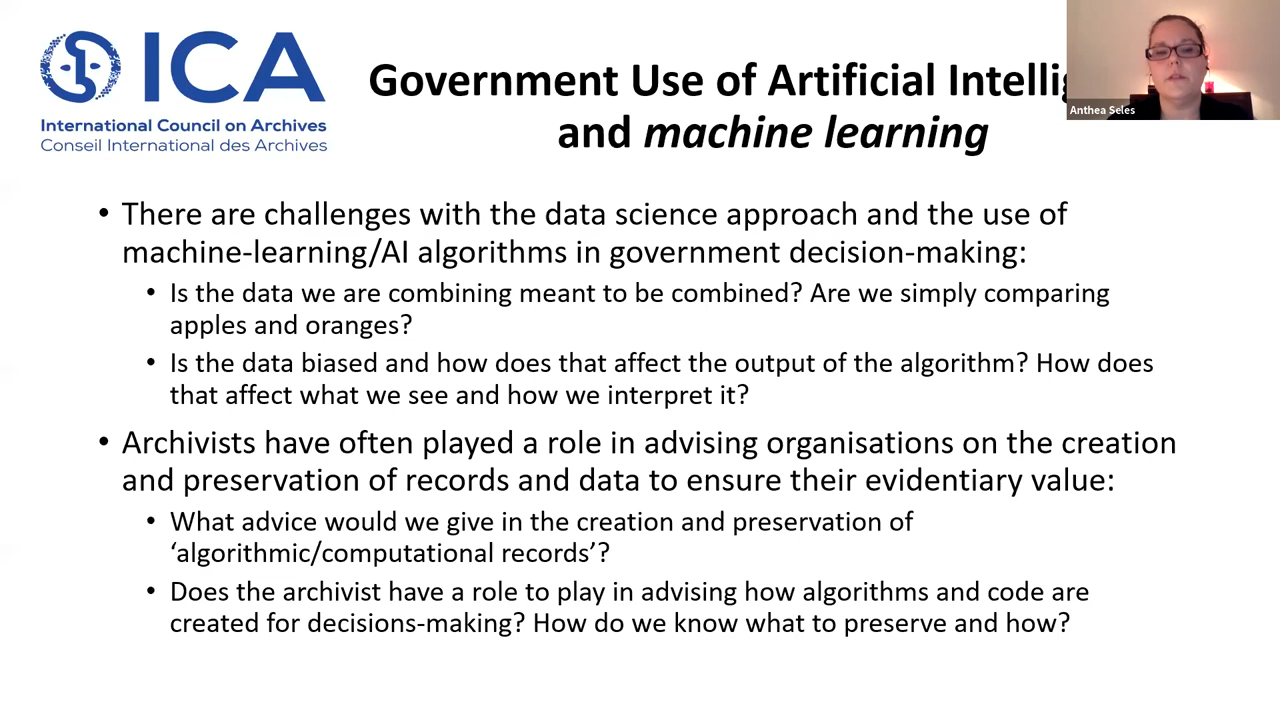 ICA
International Council on Archives
Conseil International des Archives
Government Use of Artificial
and machine learning
Anthea Seles
• There are challenges with the data science approach and the use of
machine-learning/AI algorithms in government decision-making:
• Is the data we are combining meant to be combined? Are we simply comparing
apples and oranges?
• Is the data biased and how does that affect the output of the algorithm? How does
that affect what we see and how we interpret it?
• Archivists have often played a role in advising organisations on the creation
and preservation of records and data to ensure their evidentiary value:
• What advice would we give in the creation and preservation of
‘algorithmic/computational records’?
• Does the archivist have a role to play in advising how algorithms and code are
created for decisions-making? How do we know what to preserve and how?